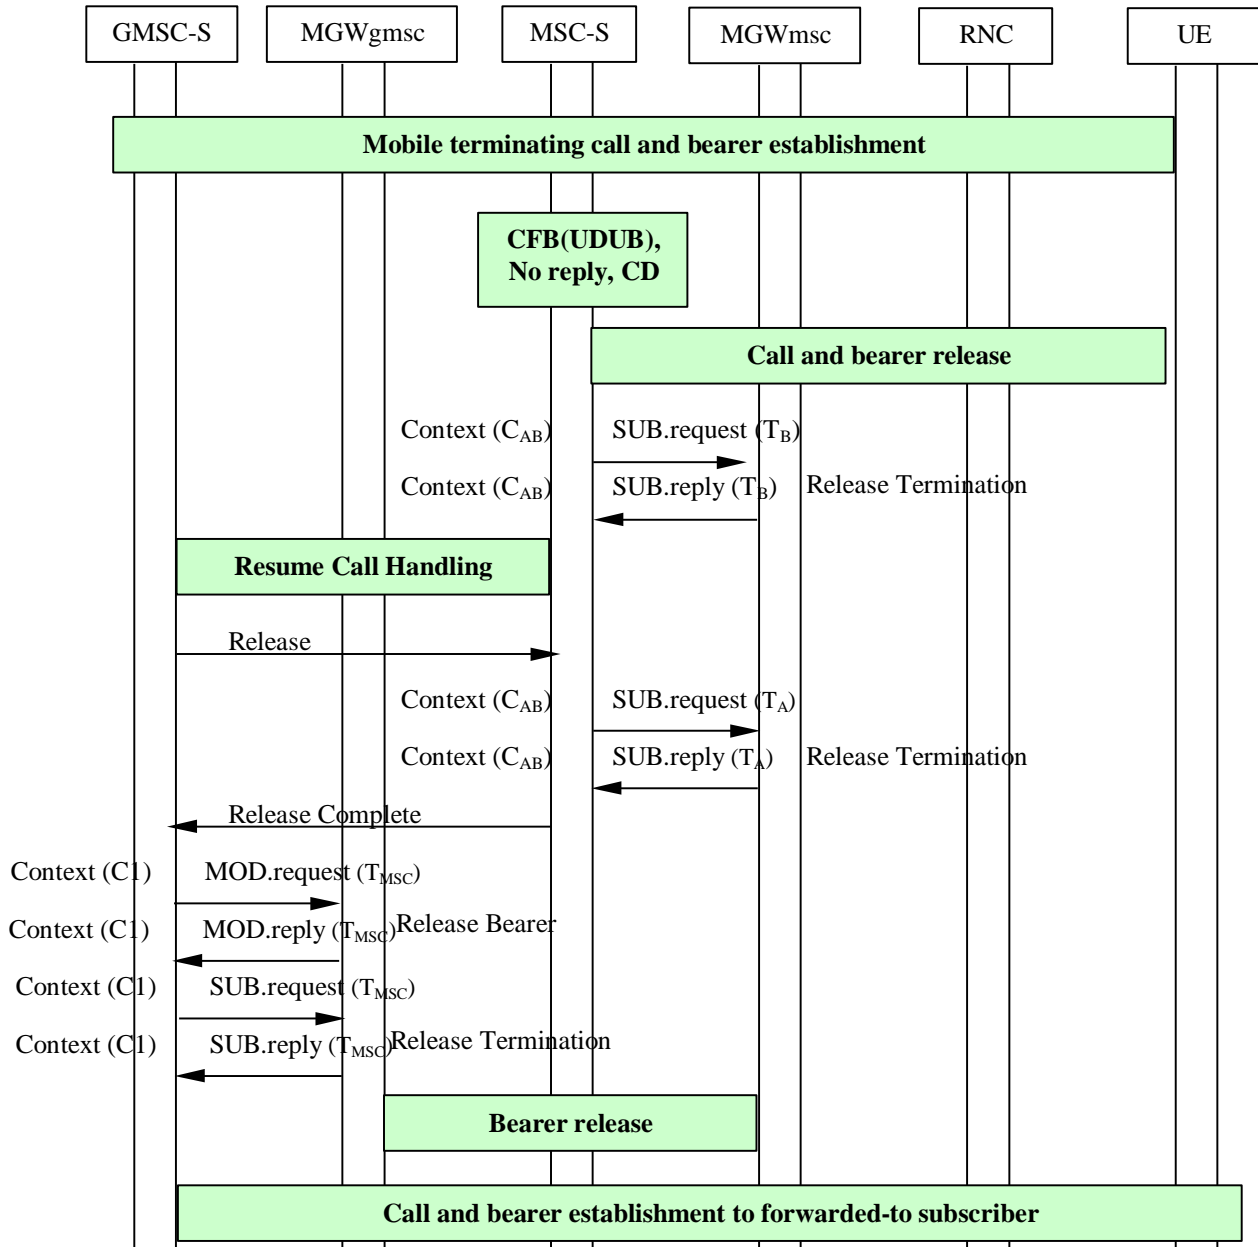 GMSC-S MGWgmsc MSC-S MGWmsc RNC UE
Mobile terminating call and bearer establishment
CFB(UDUB),
No reply, CD
Call and bearer release
Context (CAB) SUB.request (TB)
Context (CAB) SUB.reply (TB) Release Termination
Resume Call Handling
Release
Context (CAB) SUB.request (TA)
Context (CAB) SUB.reply (TA) Release Termination
Release Complete
Context (C1) MOD.request (TMSC)
Context (C1) MOD.reply (TMSC) Release Bearer
Context (C1) SUB.request (TMSC)
Context (C1) SUB.reply (TMSC) Release Termination
Bearer release
Call and bearer establishment to forwarded-to subscriber